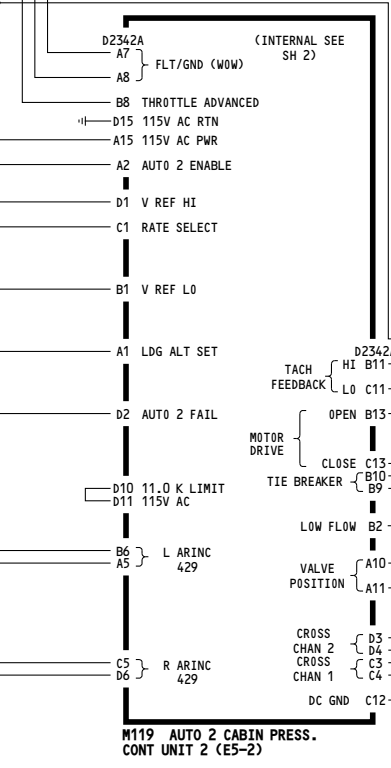 D2342A
(INTERNAL SEE
SH 2)
A7
A8
FLT/GND (WOW)
B8 THROTTLE ADVANCED
D15 115V AC RTN
A15 115V AC PWR
A2 AUTO 2 ENABLE
D1 V REF HI
C1 RATE SELECT
B1 V REF LO
A1 LDG ALT SET
D2 AUTO 2 FAIL
D10 11.0 K LIMIT
D11 115V AC
B6
A5
L ARINC
429
C5
D6
R ARINC
429
D2342A
TACH
FEEDBACK
HI B11
LO C11
MOTOR
DRIVE
OPEN B13
CLOSE C13
TIE BREAKER
B10
B9
LOW FLOW B2
VALVE
POSITION
A10
A11
CROSS
CHAN 2
D3
D4
CROSS
CHAN 1
C3
C4
DC GND C12
M119 AUTO 2 CABIN PRESS.
CONT UNIT 2 (E5-2)